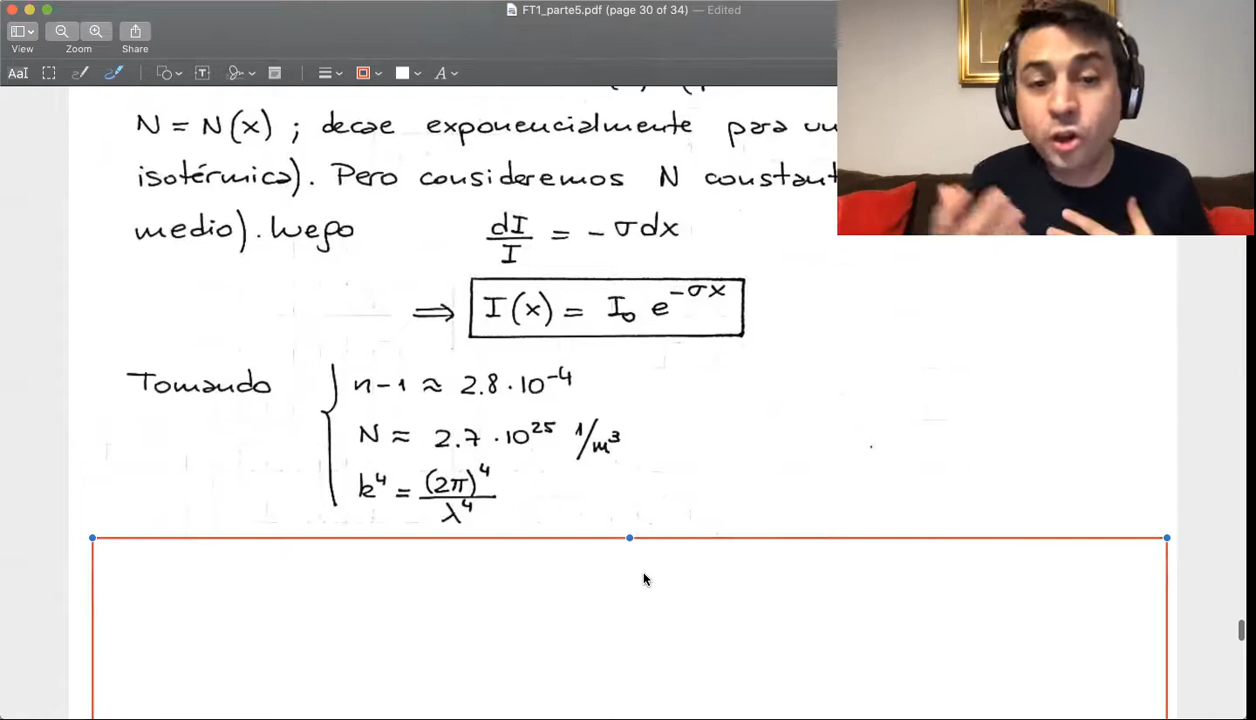 FT1_parte5.pdf (page 30 of 34) — Edited
View Zoom Share
AaI T A
N = N(x) ; decae exponencialmente para
isotérmica). Pero consideremos N
medio). Luego dI/I = - σdx
⟹ I(x) = I₀ e^{-σx}
Tomando { n-1 ≈ 2.8 · 10⁻⁴
N ≈ 2.7 · 10²⁵ 1/m³
k⁴ = (2π)⁴/λ⁴